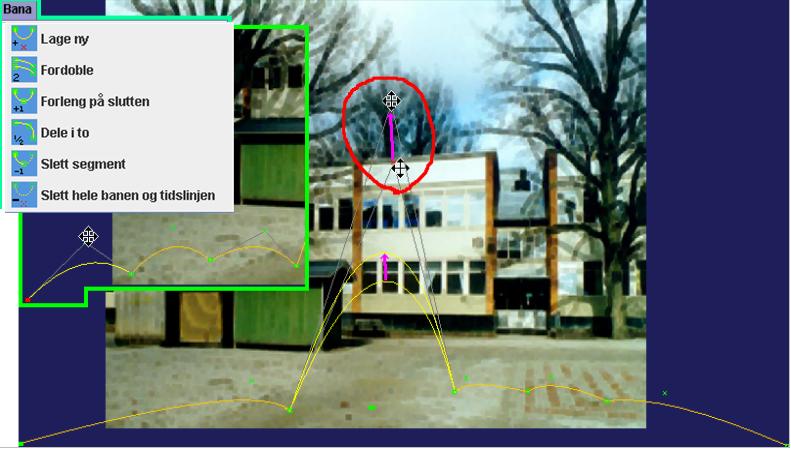 Bana
Lage ny
Fordoble
Forleng på slutten
Dele i to
Slett segment
Slett hele banen og tidslinjen